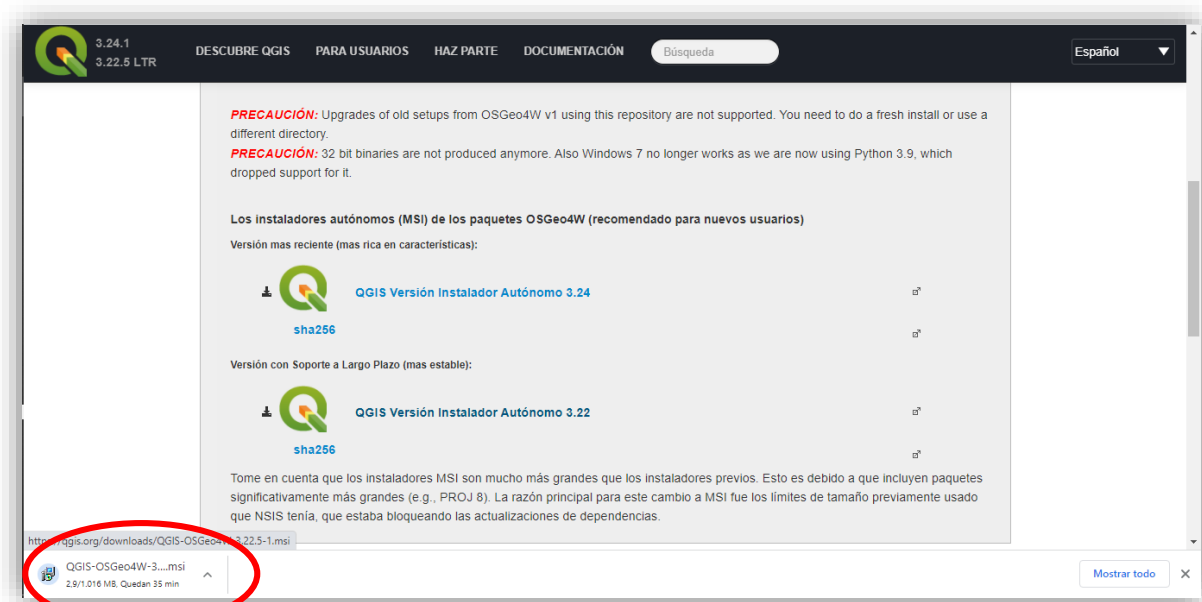 3.24.1
3.22.5 LTR
DESCUBRE QGIS PARA USUARIOS HAZ PARTE DOCUMENTACIÓN Búsqueda Español
PRECAUCIÓN: Upgrades of old setups from OSGeo4W v1 using this repository are not supported. You need to do a fresh install or use a
different directory.
PRECAUCIÓN: 32 bit binaries are not produced anymore. Also Windows 7 no longer works as we are now using Python 3.9, which
dropped support for it.
Los instaladores autónomos (MSI) de los paquetes OSGeo4W (recomendado para nuevos usuarios)
Versión mas reciente (mas rica en características):
QGIS Versión Instalador Autónomo 3.24
sha256
Versión con Soporte a Largo Plazo (mas estable):
QGIS Versión Instalador Autónomo 3.22
sha256
Tome en cuenta que los instaladores MSI son mucho más grandes que los instaladores previos. Esto es debido a que incluyen paquetes
significativamente más grandes (e.g., PROJ 8). La razón principal para este cambio a MSI fue los límites de tamaño previamente usado
que NSIS tenía, que estaba bloqueando las actualizaciones de dependencias.
QGIS-OSGeo4W-3....msi
2,9/1.016 MB, Quedan 35 min
Mostrar todo